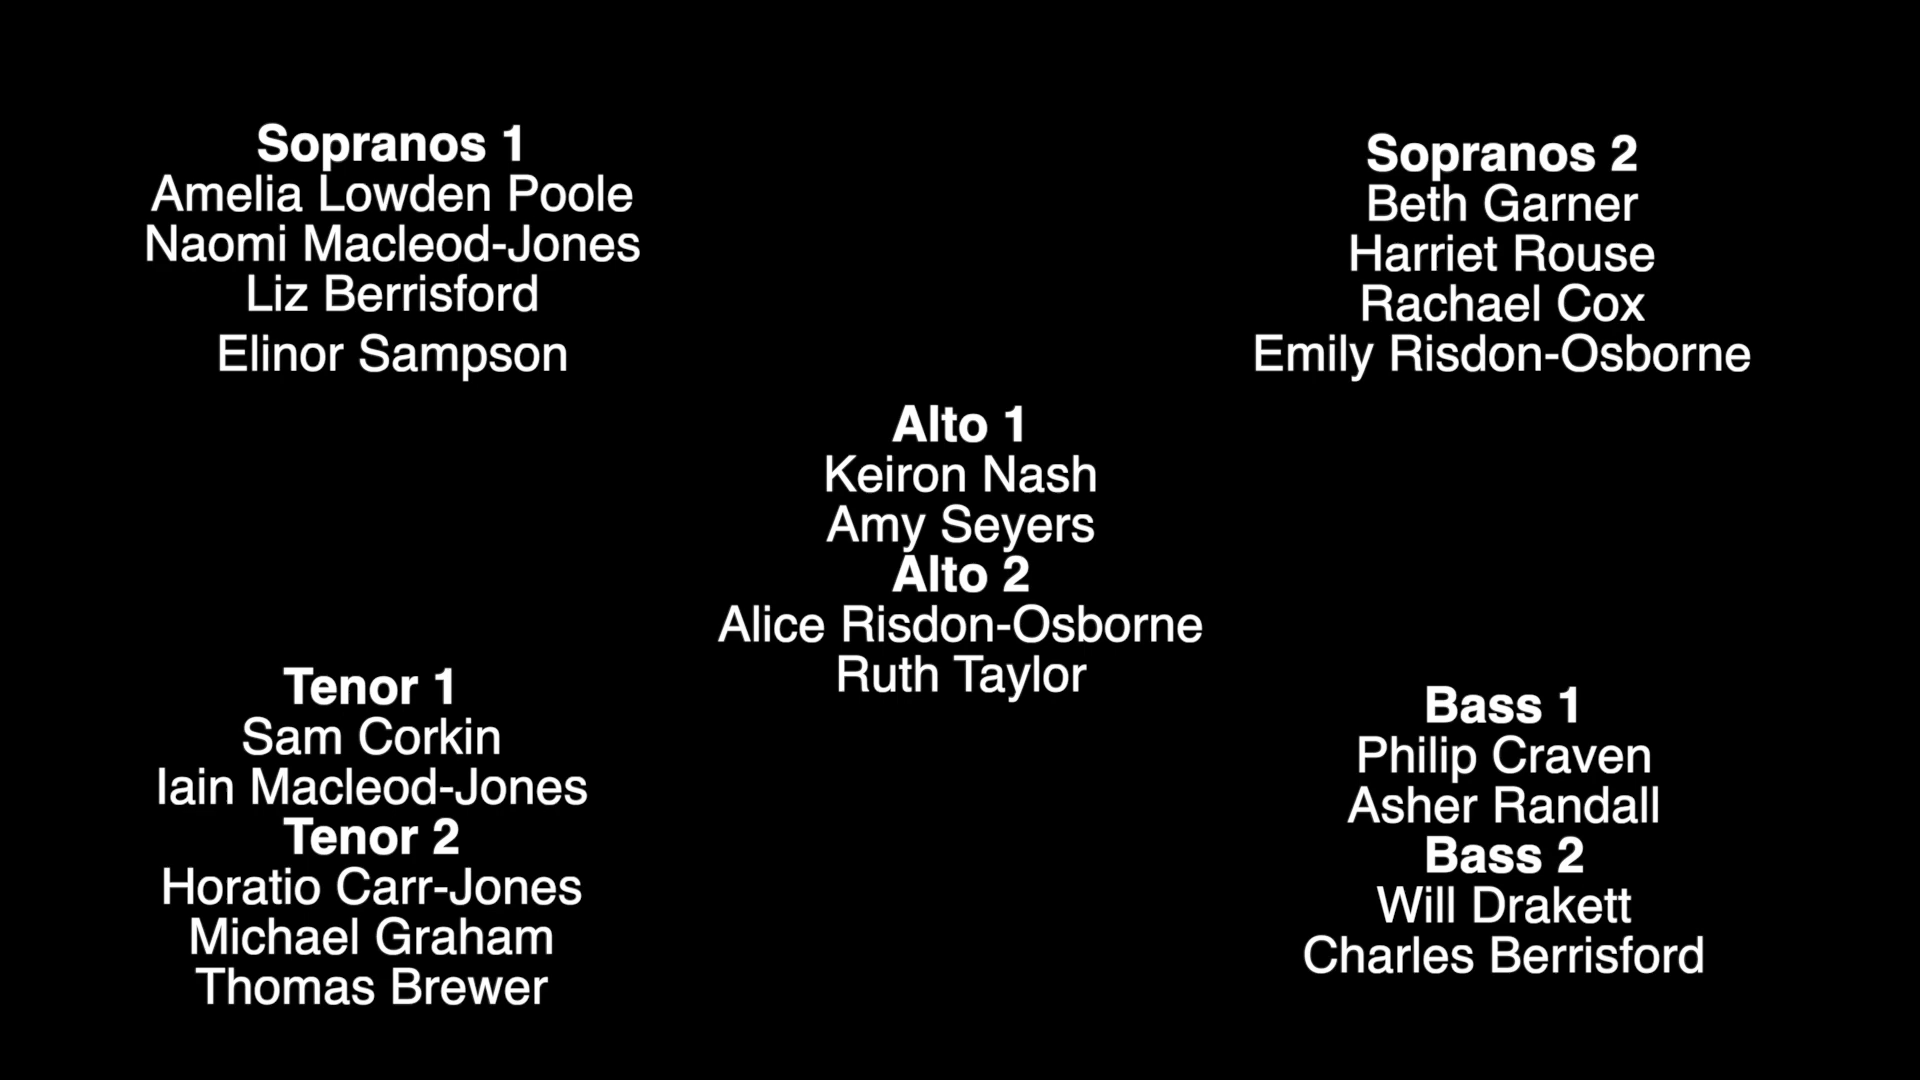 Sopranos 1
Amelia Lowden Poole
Naomi Macleod-Jones
Liz Berrisford
Elinor Sampson
Sopranos 2
Beth Garner
Harriet Rouse
Rachael Cox
Emily Risdon-Osborne
Alto 1
Keiron Nash
Amy Seyers
Alto 2
Alice Risdon-Osborne
Ruth Taylor
Tenor 1
Sam Corkin
Iain Macleod-Jones
Tenor 2
Horatio Carr-Jones
Michael Graham
Thomas Brewer
Bass 1
Philip Craven
Asher Randall
Bass 2
Will Drakett
Charles Berrisford